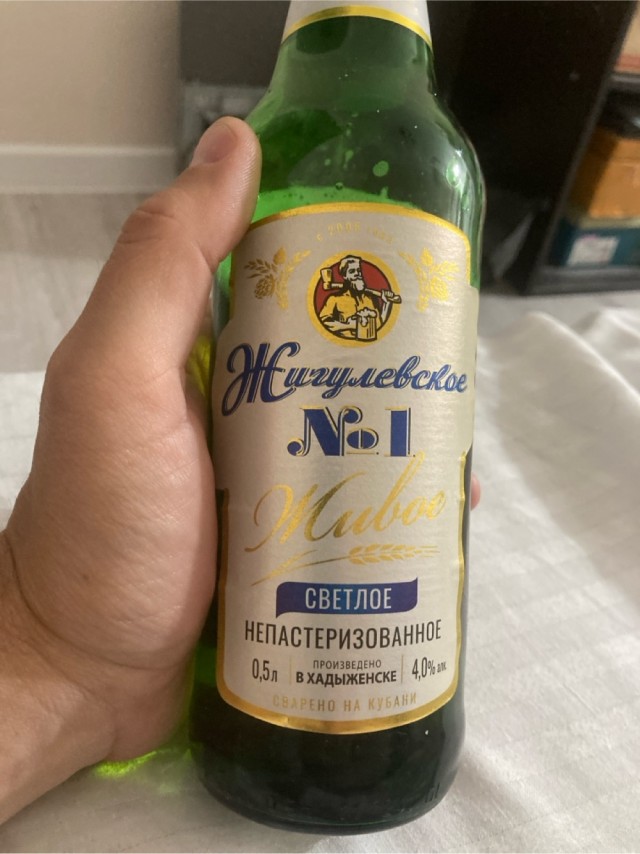 Жигулевское
№1
Живое
СВЕТЛОЕ
НЕПАСТЕРИЗОВАННОЕ
0,5л
ПРОИЗВЕДЕНО
В ХАДЫЖЕНСКЕ
4,0% алк.
СВАРЕНО НА КУБАНИ